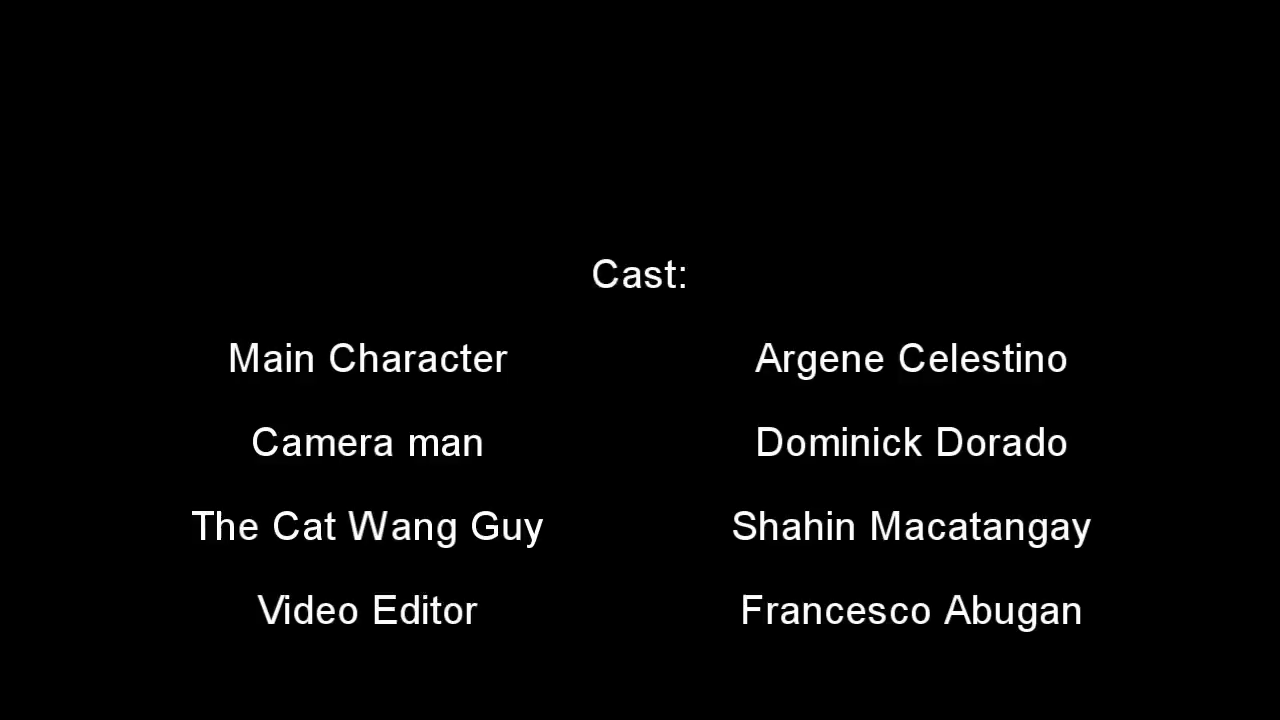 Cast:
Main Character Argene Celestino
Camera man Dominick Dorado
The Cat Wang Guy Shahin Macatangay
Video Editor Francesco Abugan